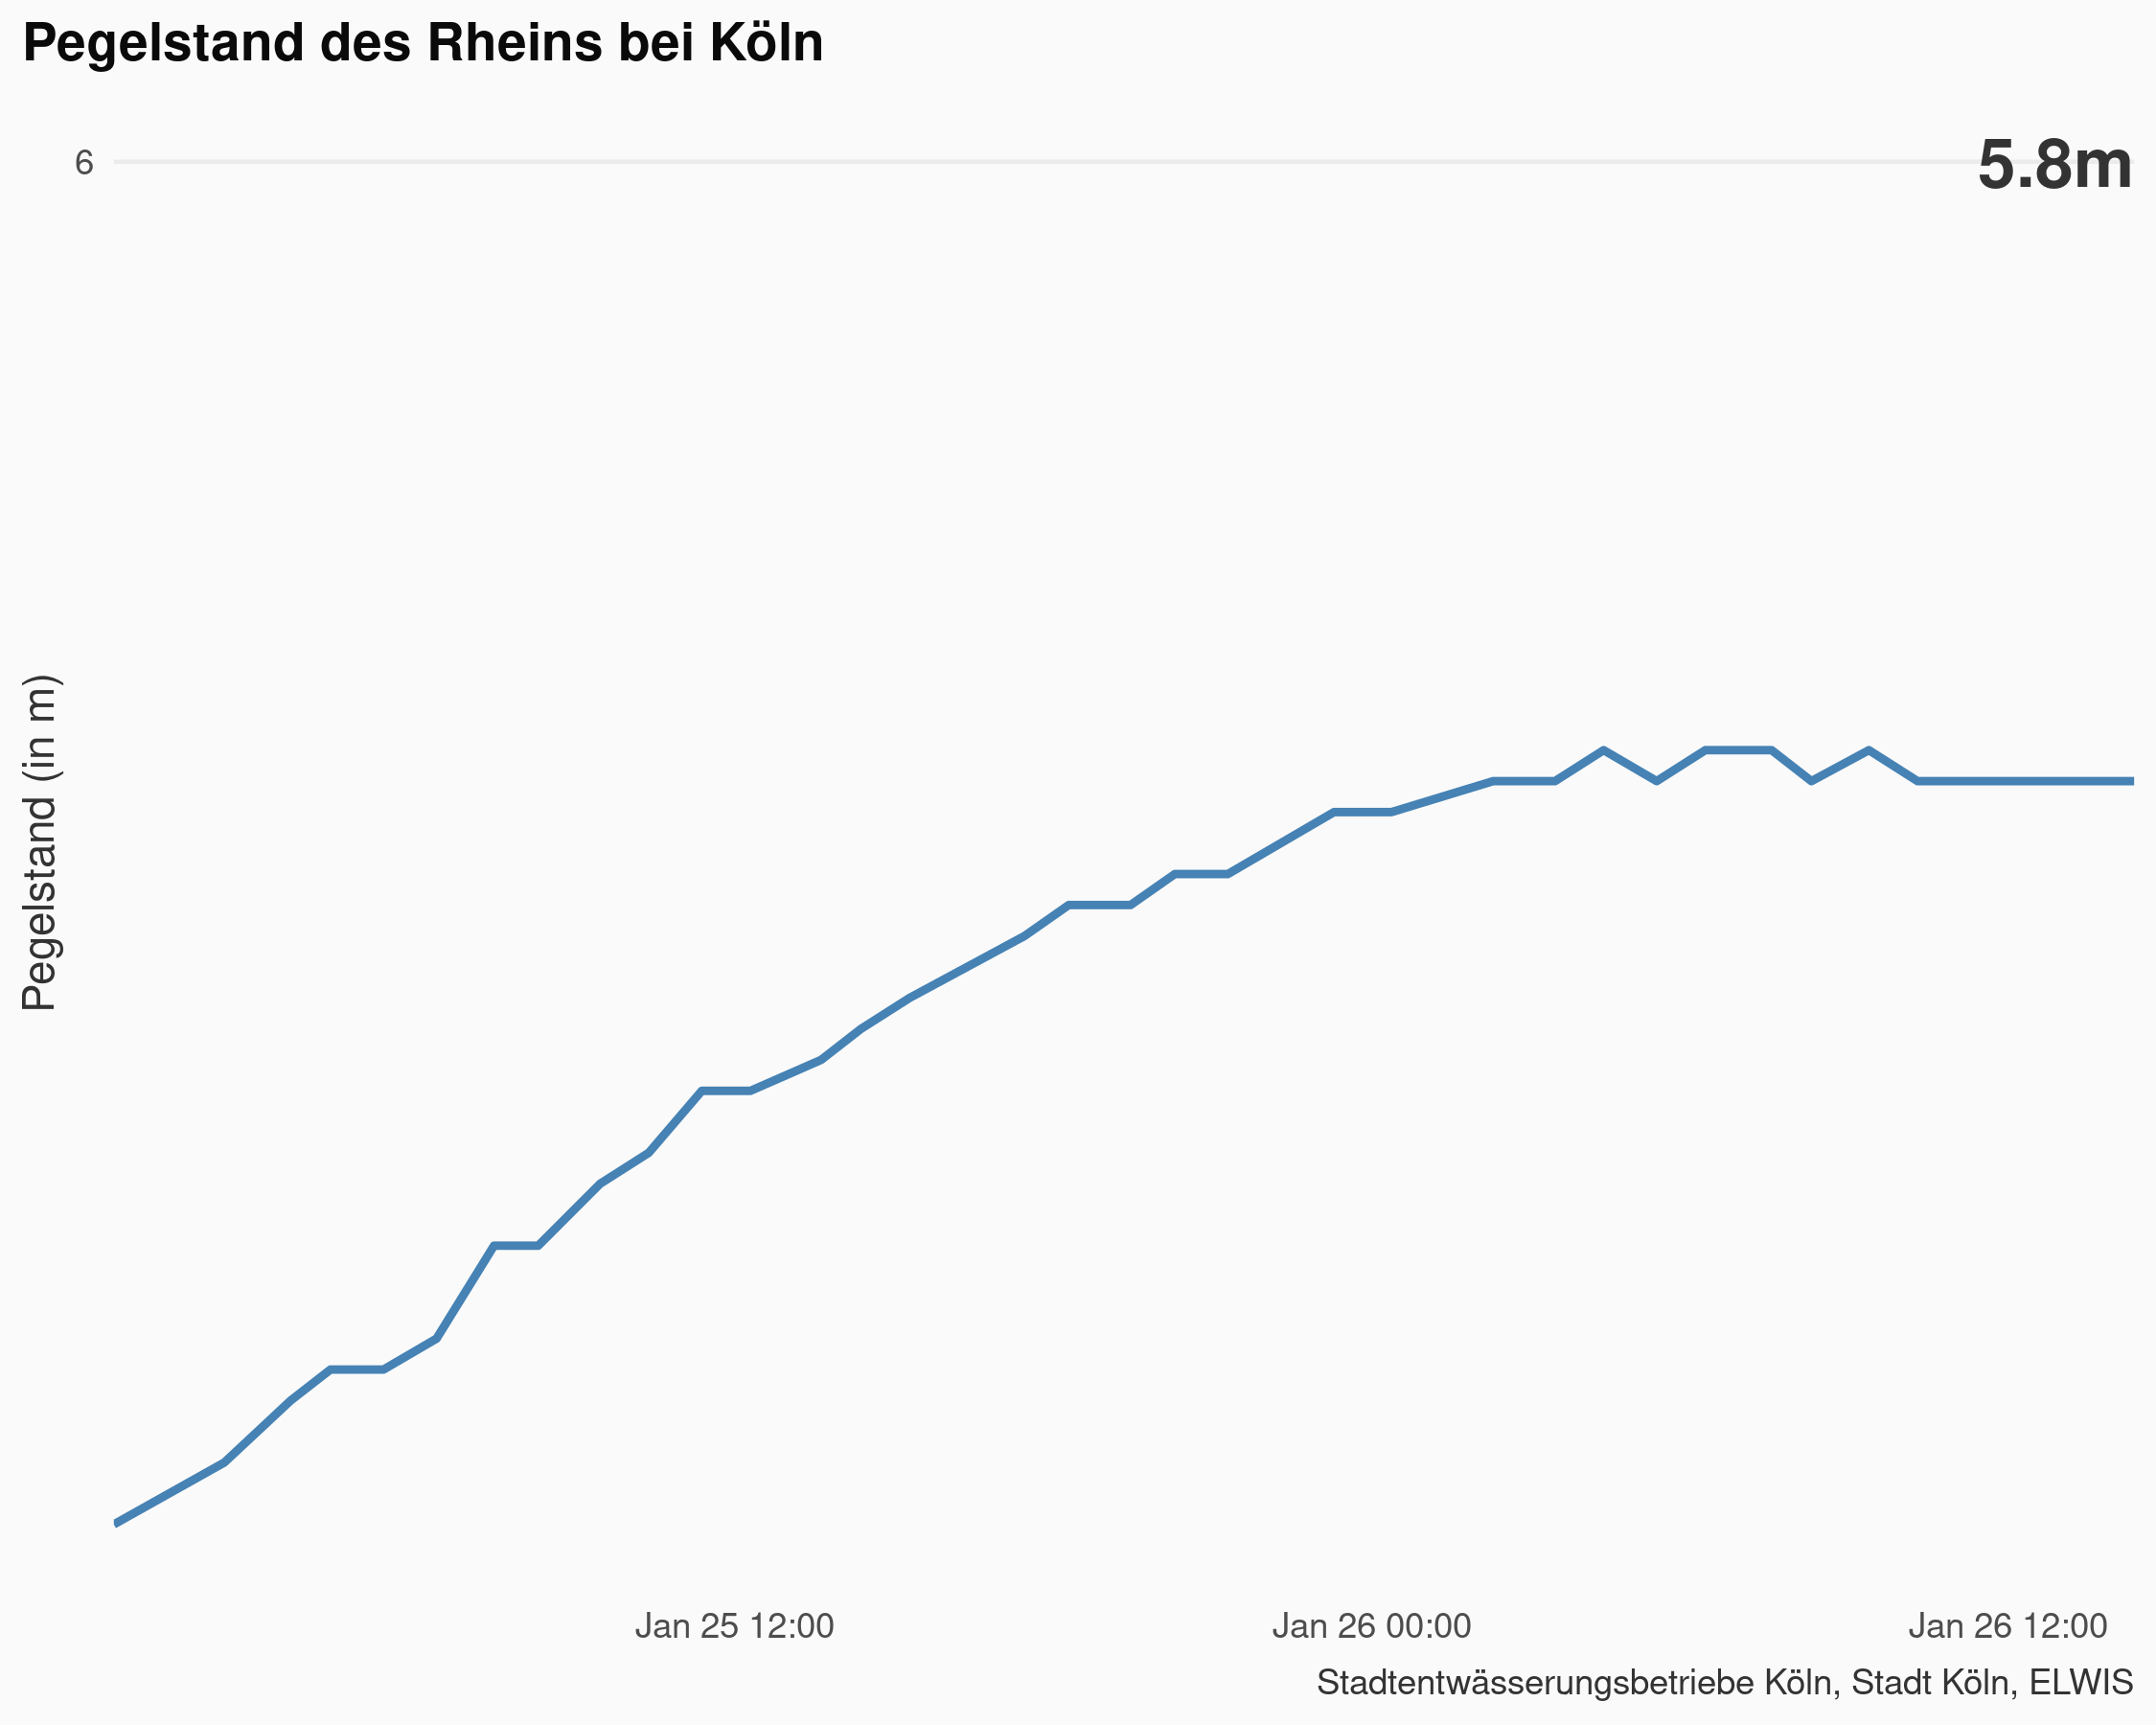 Pegelstand des Rheins bei Köln
6
5.8m
Pegelstand (in m)
Jan 25 12:00
Jan 26 00:00
Jan 26 12:00
Stadtentwässerungsbetriebe Köln, Stadt Köln, ELWIS